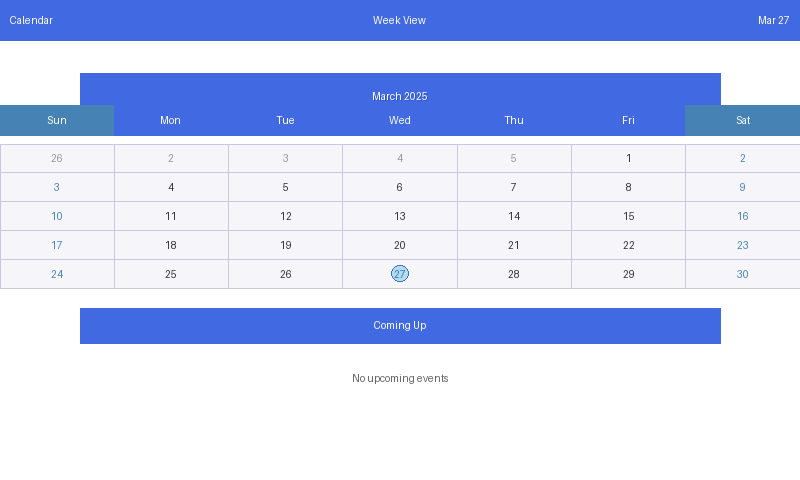 Calendar Week View Mar 27
March 2025
Sun Mon Tue Wed Thu Fri Sat
26 2 3 4 5 1 2
3 4 5 6 7 8 9
10 11 12 13 14 15 16
17 18 19 20 21 22 23
24 25 26 27 28 29 30
Coming Up
No upcoming events